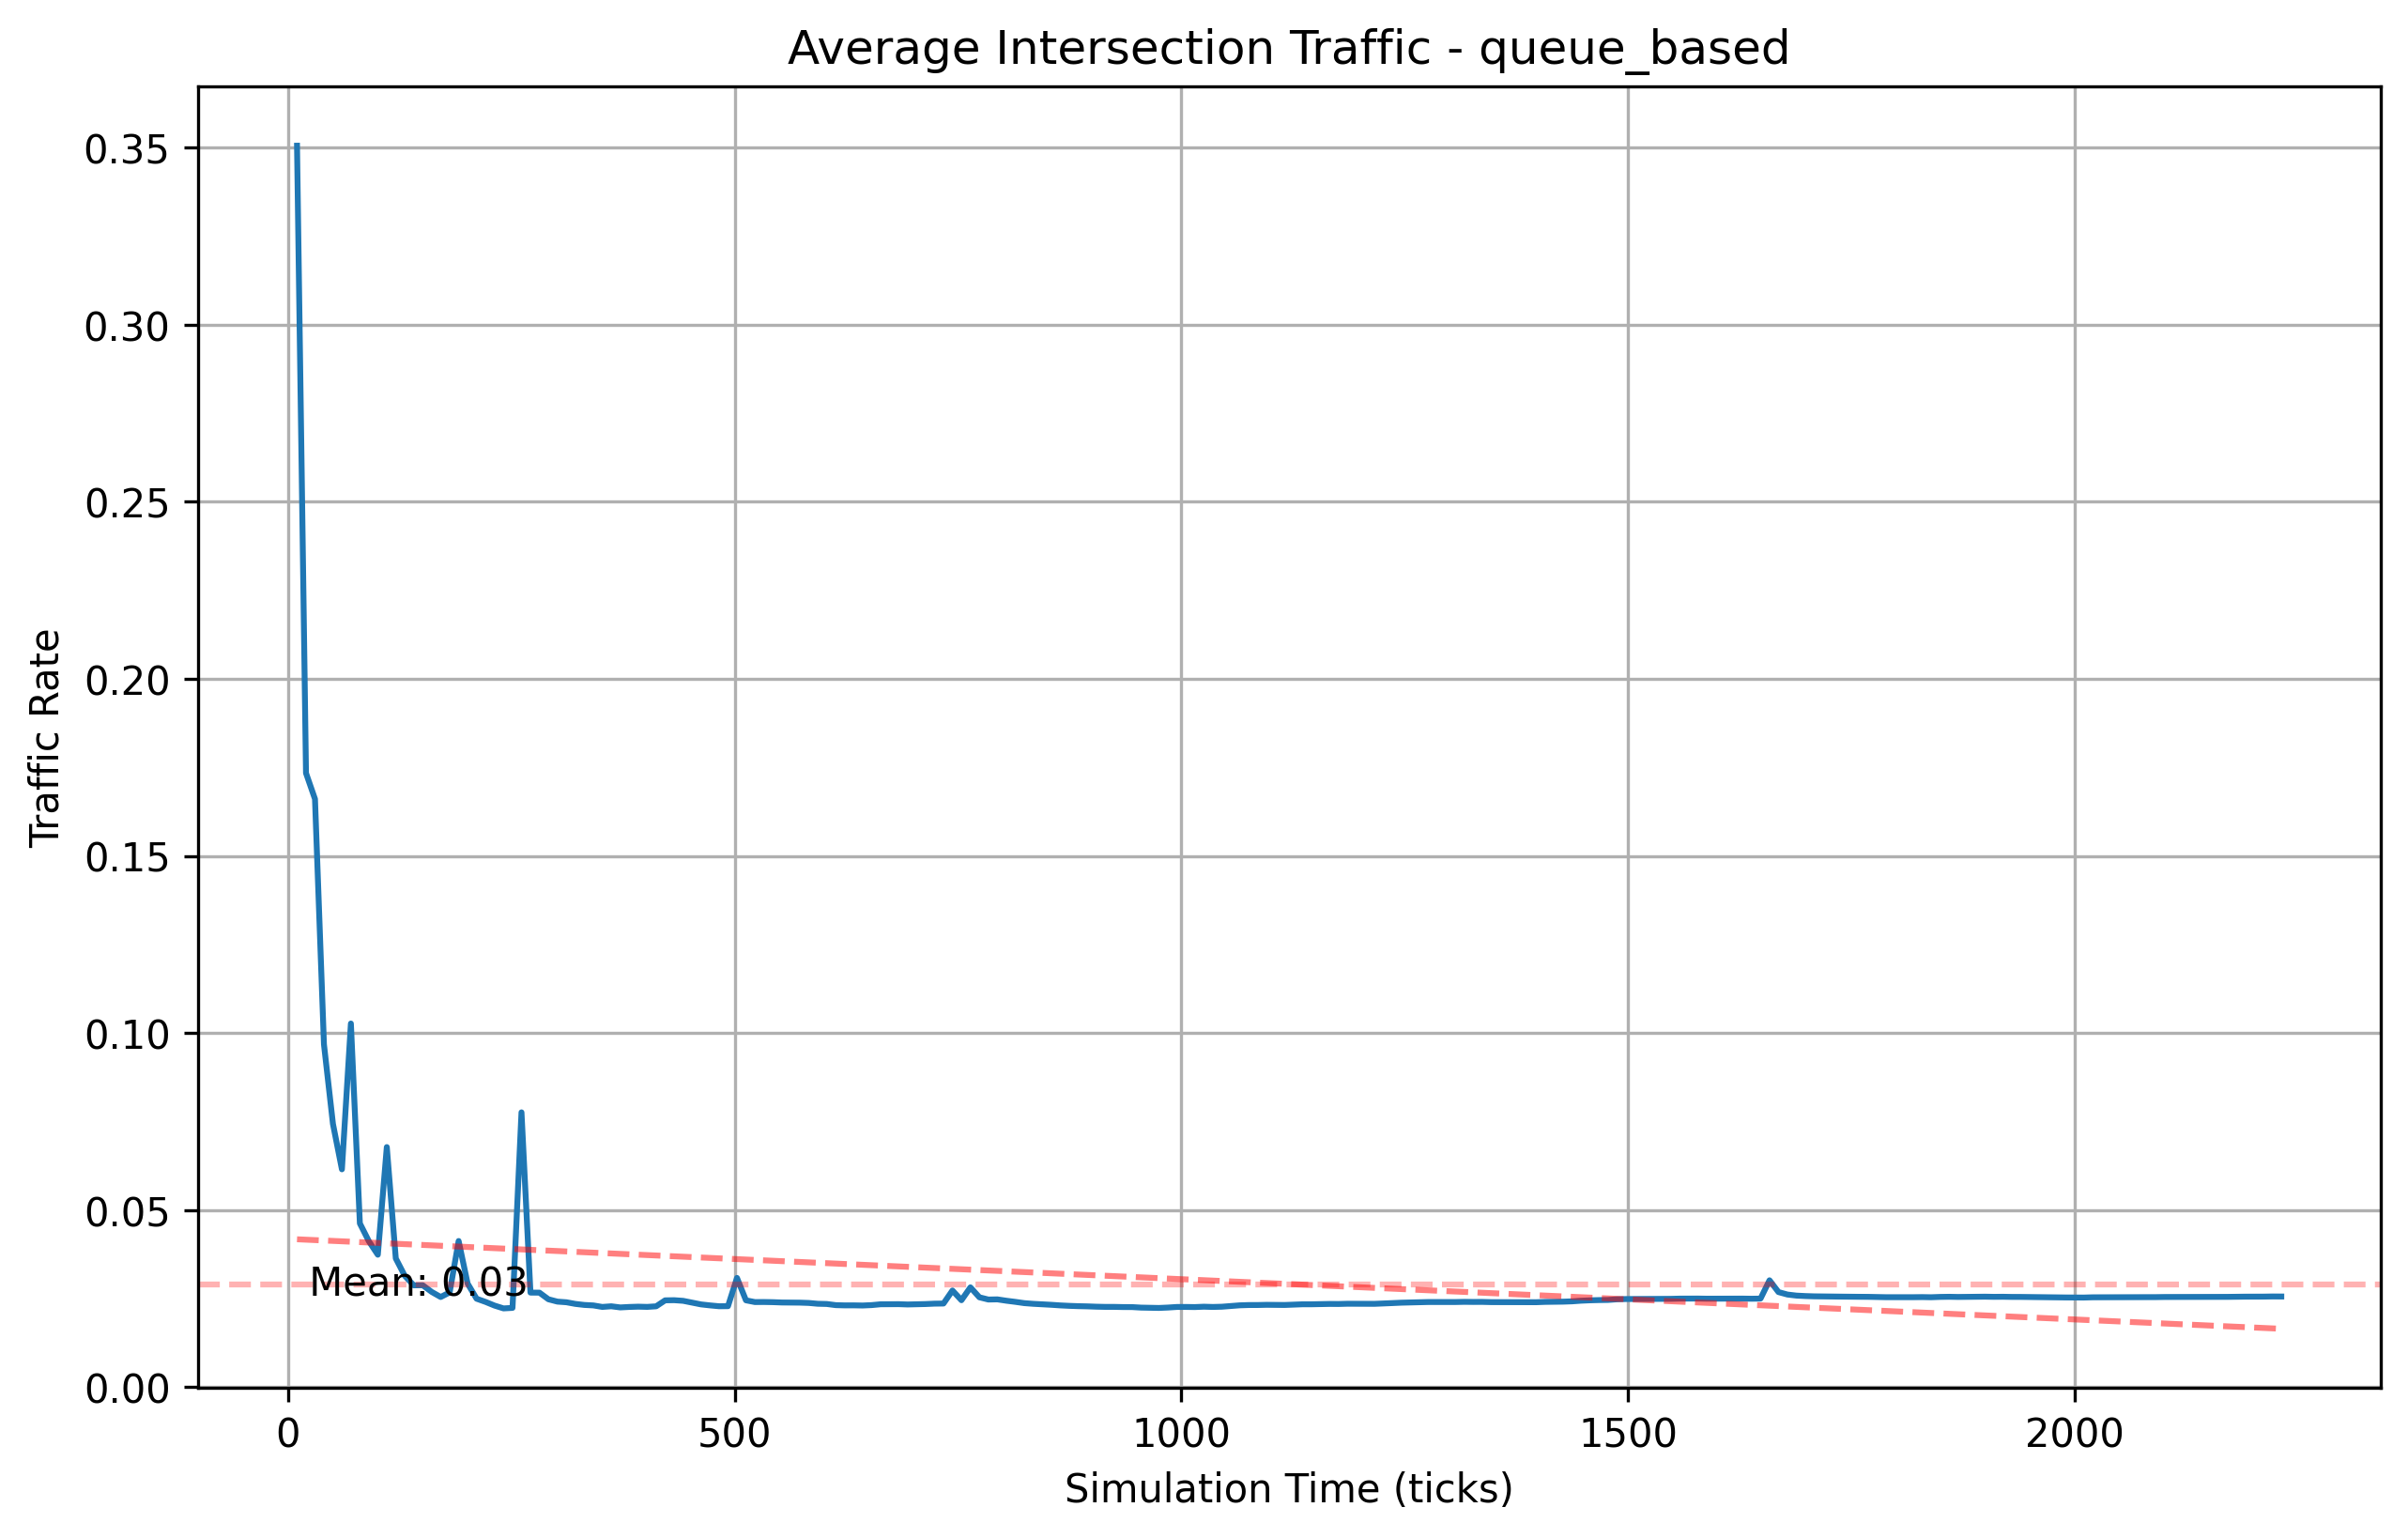 Average Intersection Traffic - queue_based
Traffic Rate
0.35
0.30
0.25
0.20
0.15
0.10
0.05
0.00
Mean: 0.03
0 500 1000 1500 2000
Simulation Time (ticks)